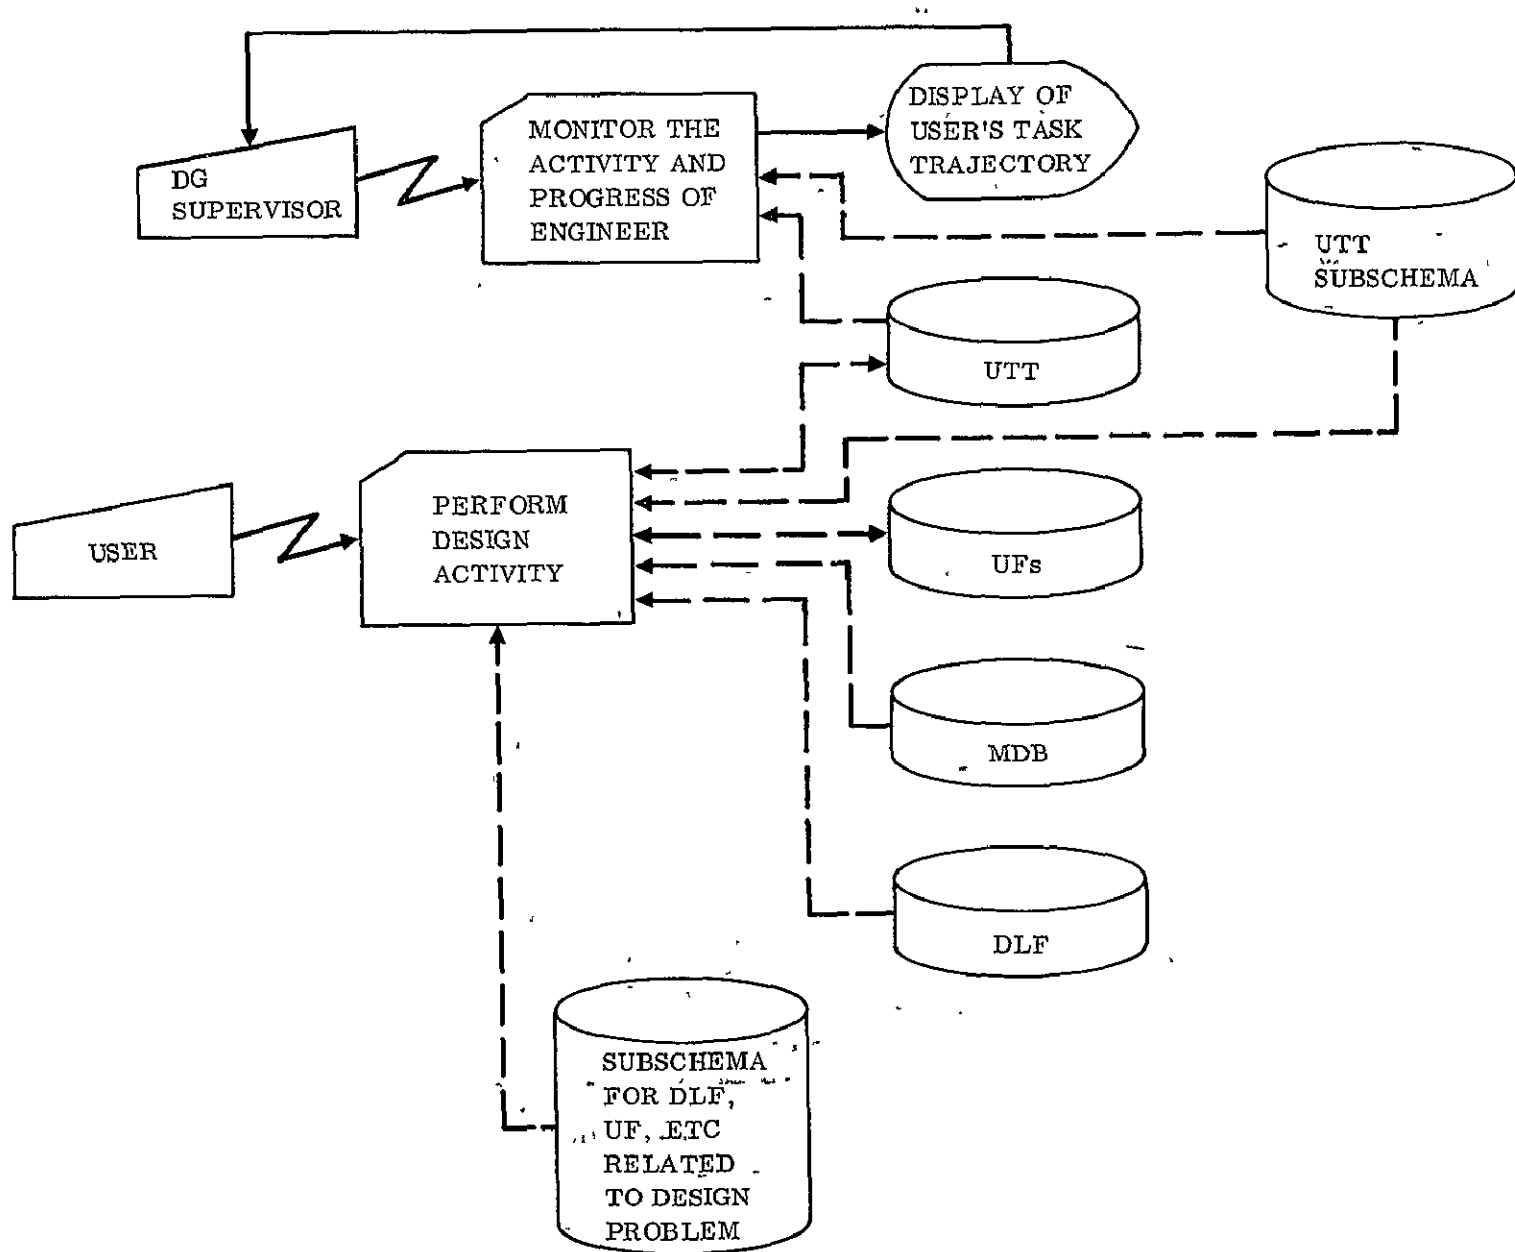 DISPLAY OF
USER'S TASK
TRAJECTORY
MONITOR THE
ACTIVITY AND
PROGRESS OF
ENGINEER
DG
SUPERVISOR
UTT
SUBSCHEMA
UTT
PERFORM
DESIGN
ACTIVITY
USER
UFs
MDB
DLF
SUBSCHEMA
FOR DLF,
UF, ETC
RELATED
TO DESIGN
PROBLEM